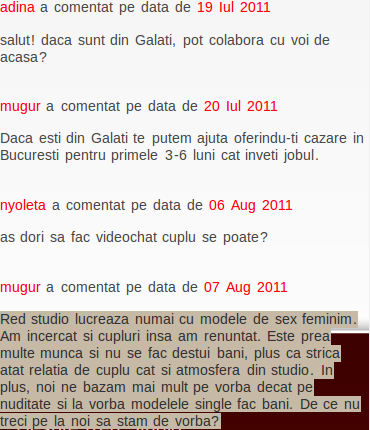 adina a comentat pe data de 19 Iul 2011
salut! daca sunt din Galati, pot colabora cu voi de
acasa?
mugur a comentat pe data de 20 Iul 2011
Daca esti din Galati te putem ajuta oferindu-ti cazare in
Bucuresti pentru primele 3-6 luni cat inveti jobul.
nyoleta a comentat pe data de 06 Aug 2011
as dori sa fac videochat cuplu se poate?
mugur a comentat pe data de 07 Aug 2011
Red studio lucreaza numai cu modele de sex feminim.
Am incercat si cupluri insa am renuntat. Este prea
multe munca si nu se fac destui bani, plus ca strica
atat relatia de cuplu cat si atmosfera din studio. In
plus, noi ne bazam mai mult pe vorba decat pe
nuditate si la vorba modelele single fac bani. De ce nu
treci pe la noi sa stam de vorba?